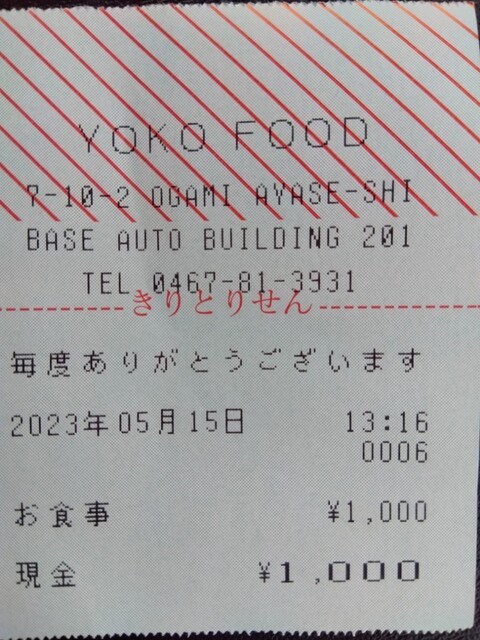 YOKO FOOD
7-10-2 OGAMI AYASE-SHI
BASE AUTO BUILDING 201
TEL 0467-81-3931
きりとりせん
毎度ありがとうございます
2023年05月15日 13:16
0006
お食事 ¥1,000
現金 ¥1,000